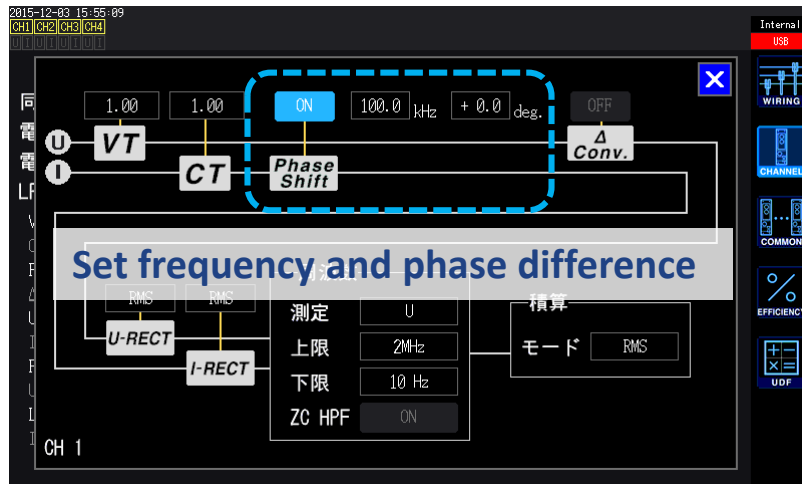 2015-12-03 15:55:09
CH1 CH2 CH3 CH4
U I U I U I U I
Internal
USB
WIRING
CHANNEL
COMMON
EFFICIENC
UDF
1.00
1.00
ON
100.0 kHz
+ 0.0 deg.
OFF
U
I
VT
CT
Phase Shift
Δ Conv.
Set frequency and phase difference
RMS
RMS
U-RECT
I-RECT
測定 U
上限 2MHz
下限 10 Hz
ZC HPF ON
積算
モード RMS
CH 1